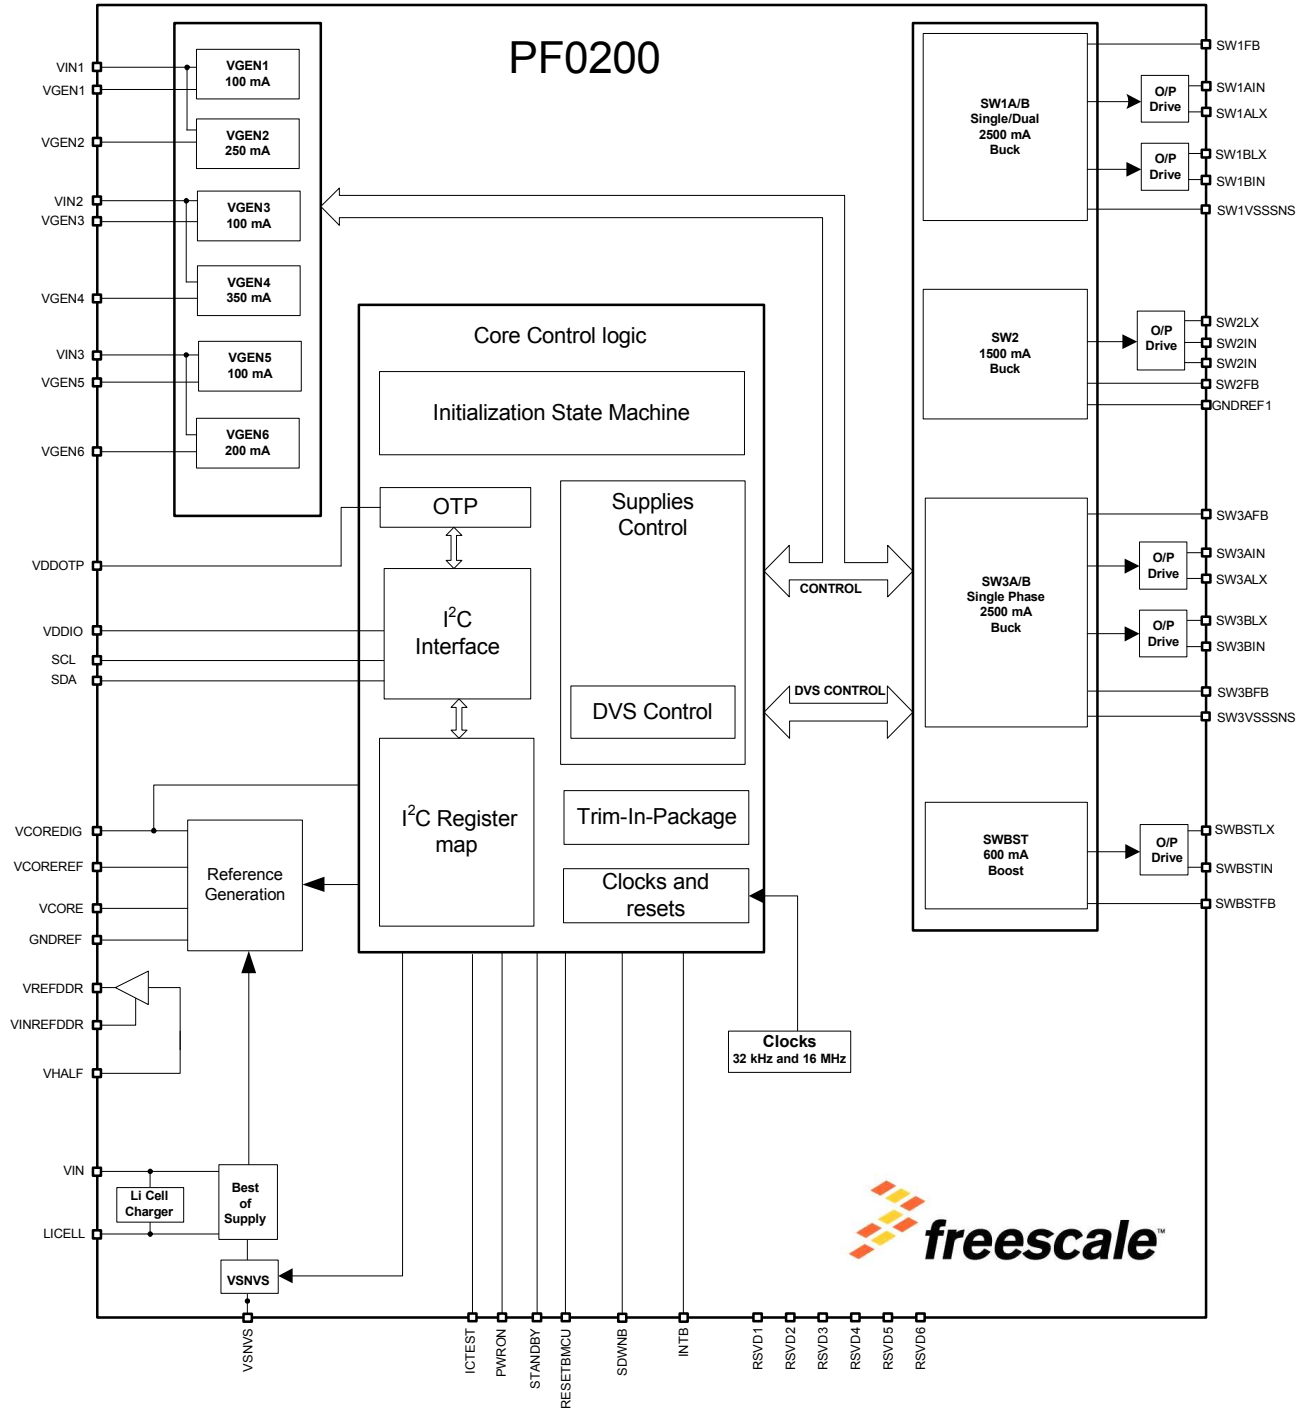 PF0200
VIN1
VGEN1
VGEN2
VIN2
VGEN3
VGEN4
VIN3
VGEN5
VGEN6
VDDOTP
VDDIO
SCL
SDA
VCOREDIG
VCOREREF
VCORE
GNDREF
VREFDDR
VINREFDDR
VHALF
VIN
LICELL
VGEN1
100 mA
VGEN2
250 mA
VGEN3
100 mA
VGEN4
350 mA
VGEN5
100 mA
VGEN6
200 mA
Core Control logic
Initialization State Machine
OTP
I²C
Interface
I²C Register
map
Supplies
Control
DVS Control
Trim-In-Package
Clocks and
resets
CONTROL
DVS CONTROL
Reference
Generation
Clocks
32 kHz and 16 MHz
Li Cell
Charger
Best
of
Supply
VSNVS
SW1A/B
Single/Dual
2500 mA
Buck
O/P
Drive
O/P
Drive
SW2
1500 mA
Buck
O/P
Drive
SW3A/B
Single Phase
2500 mA
Buck
O/P
Drive
O/P
Drive
SWBST
600 mA
Boost
O/P
Drive
SW1FB
SW1AIN
SW1ALX
SW1BLX
SW1BIN
SW1VSSSNS
SW2LX
SW2IN
SW2IN
SW2FB
GNDREF1
SW3AFB
SW3AIN
SW3ALX
SW3BLX
SW3BIN
SW3BFB
SW3VSSSNS
SWBSTLX
SWBSTIN
SWBSTFB
freescale™
VSNVS
ICTEST
PWRON
STANDBY
RESETBMCU
SDWNB
INTB
RSVD1
RSVD2
RSVD3
RSVD4
RSVD5
RSVD6